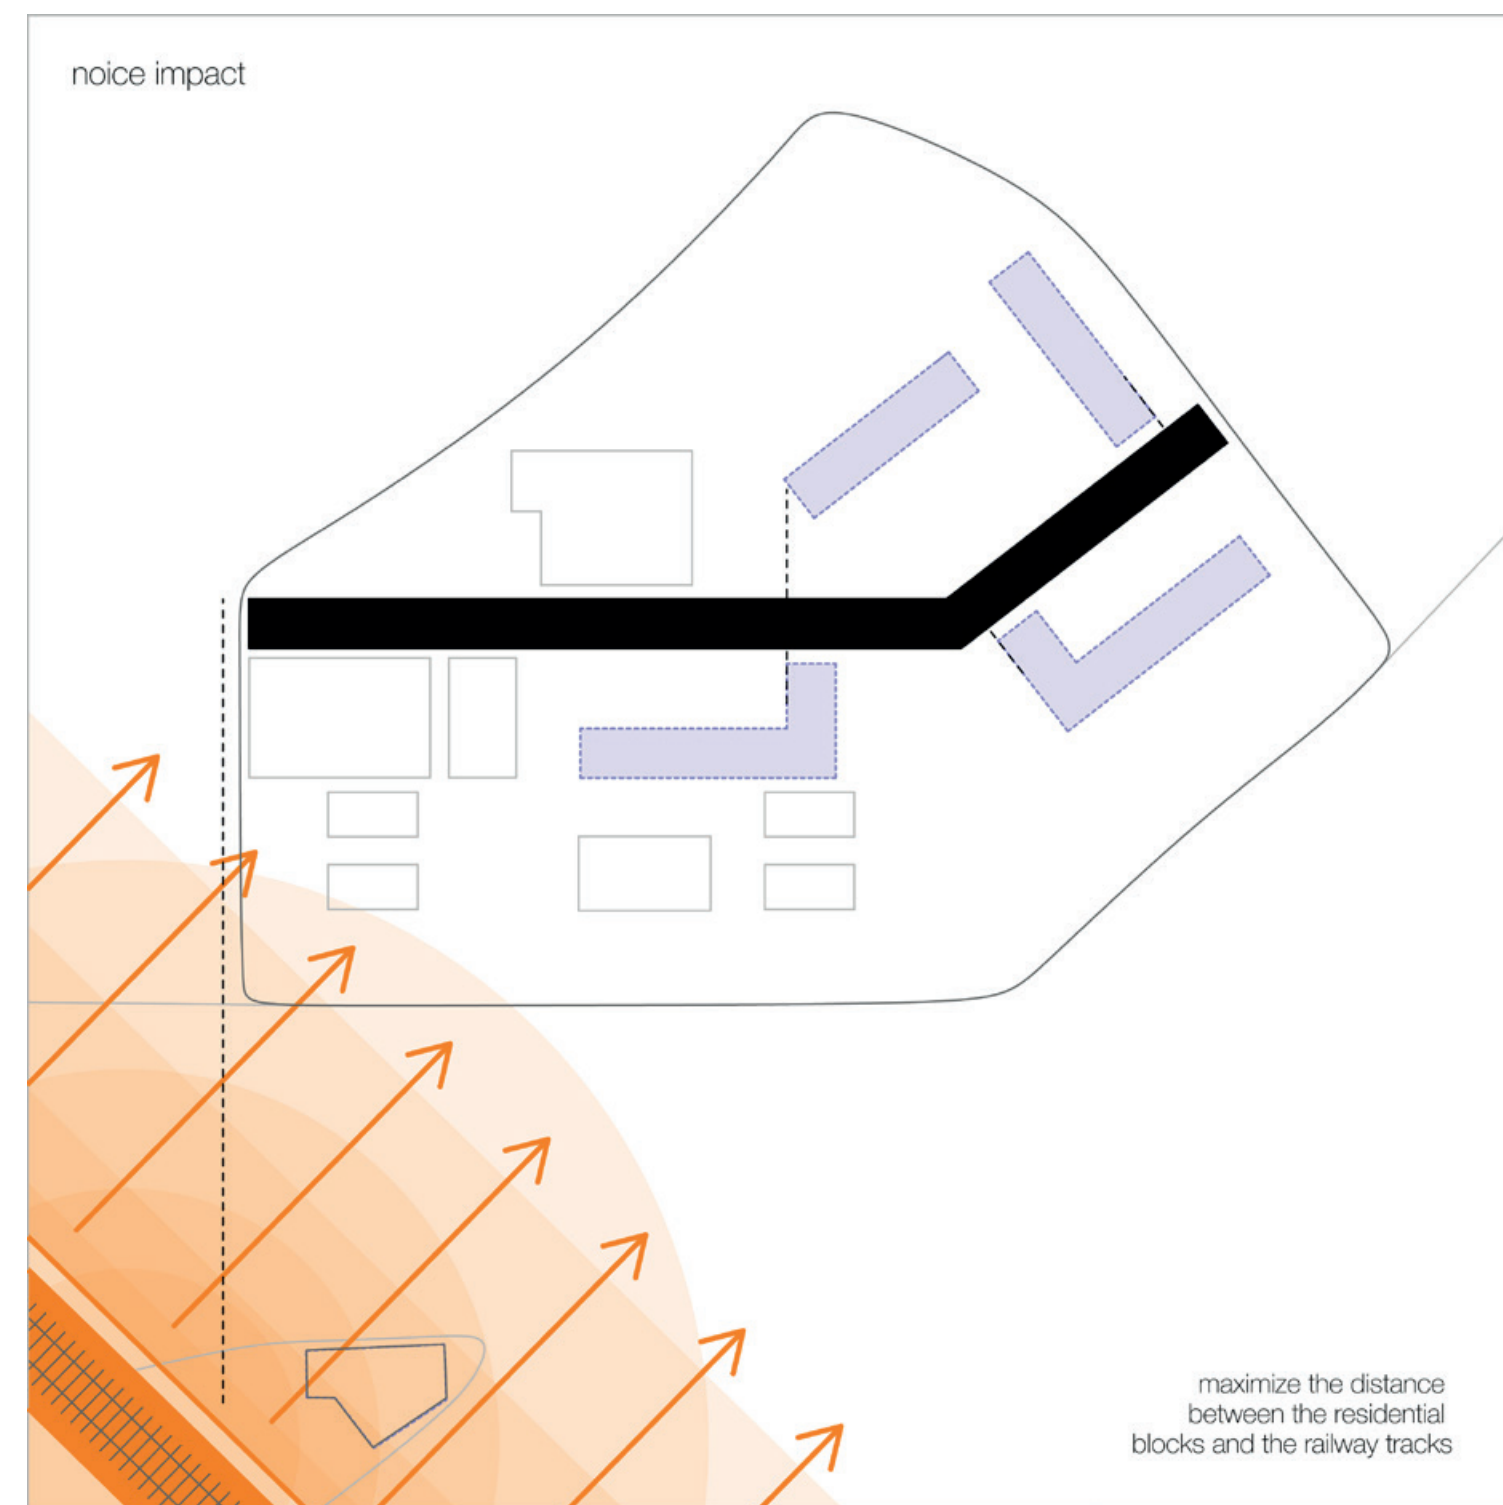 noice impact
maximize the distance
between the residential
blocks and the railway tracks